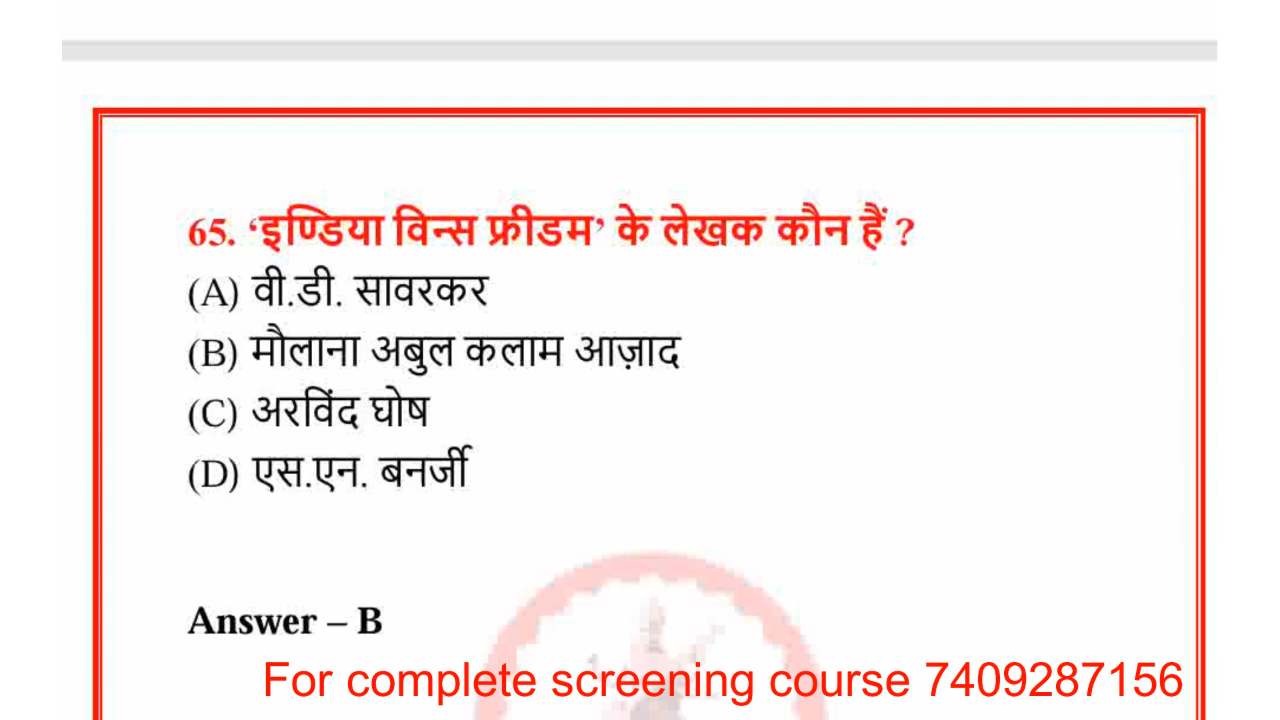 65. ‘इण्डिया विन्स फ्रीडम’ के लेखक कौन हैं ?
(A) वी.डी. सावरकर
(B) मौलाना अबुल कलाम आज़ाद
(C) अरविंद घोष
(D) एस.एन. बनर्जी
Answer – B
For complete screening course 7409287156